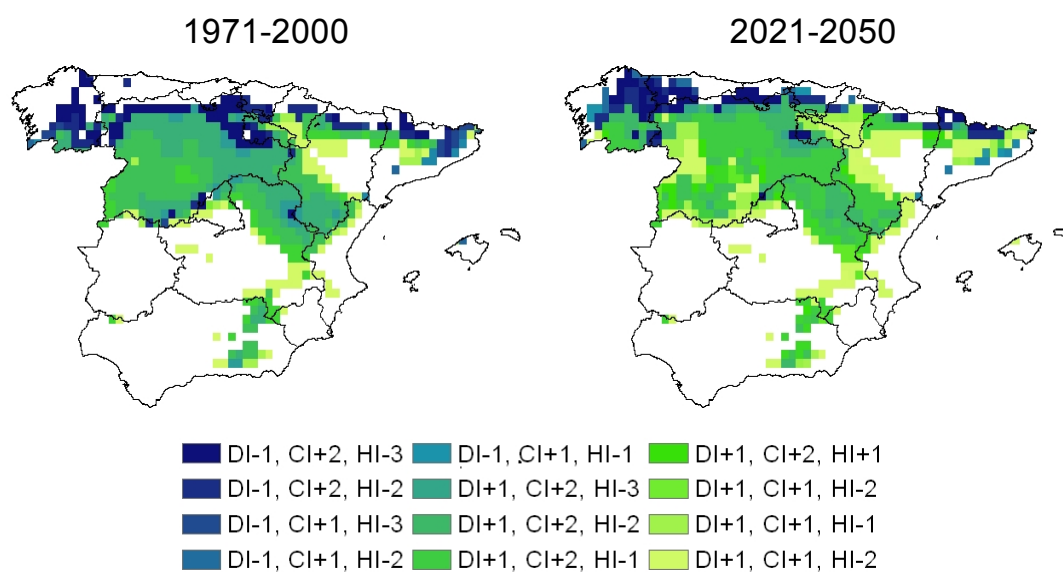 1971-2000 2021-2050
DI-1, CI+2, HI-3 DI-1, CI+1, HI-1 DI+1, CI+2, HI+1
DI-1, CI+2, HI-2 DI+1, CI+2, HI-3 DI+1, CI+1, HI-2
DI-1, CI+1, HI-3 DI+1, CI+2, HI-2 DI+1, CI+1, HI-1
DI-1, CI+1, HI-2 DI+1, CI+2, HI-1 DI+1, CI+1, HI-2